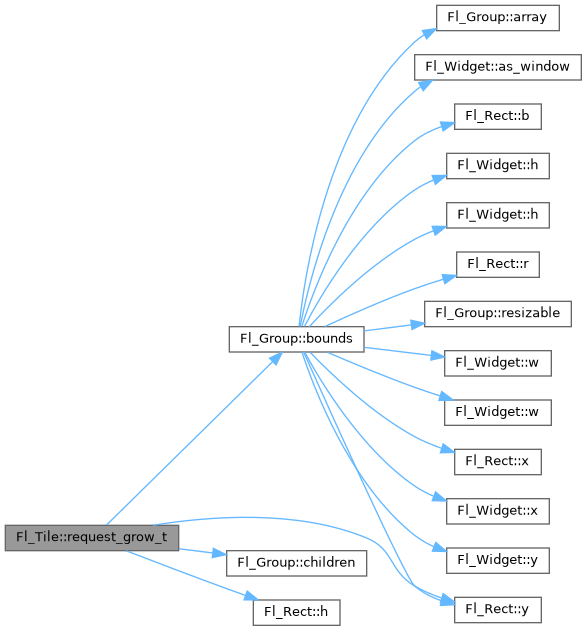 Fl_Group::array
Fl_Widget::as_window
Fl_Rect::b
Fl_Widget::h
Fl_Widget::h
Fl_Rect::r
Fl_Group::resizable
Fl_Group::bounds
Fl_Widget::w
Fl_Widget::w
Fl_Rect::x
Fl_Widget::x
Fl_Tile::request_grow_t
Fl_Group::children
Fl_Widget::y
Fl_Rect::h
Fl_Rect::y